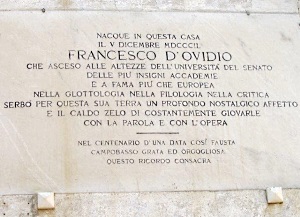 NACQUE IN QUESTA CASA
IL V DICEMBRE MDCCCIL
FRANCESCO D'OVIDIO
CHE ASCESO ALLE ALTEZZE DELL'UNIVERSITÀ DEL SENATO
DELLE PIÙ INSIGNI ACCADEMIE
E A FAMA PIÙ CHE EUROPEA
NELLA GLOTTOLOGIA NELLA FILOLOGIA NELLA CRITICA
SERBÒ PER QUESTA SUA TERRA UN PROFONDO NOSTALGICO AFFETTO
E IL CALDO ZELO DI COSTANTEMENTE GIOVARLE
CON LA PAROLA E CON L'OPERA
NEL CENTENARIO D'UNA DATA COSÌ FAUSTA
CAMPOBASSO GRATA ED ORGOGLIOSA
QUESTO RICORDO CONSACRA